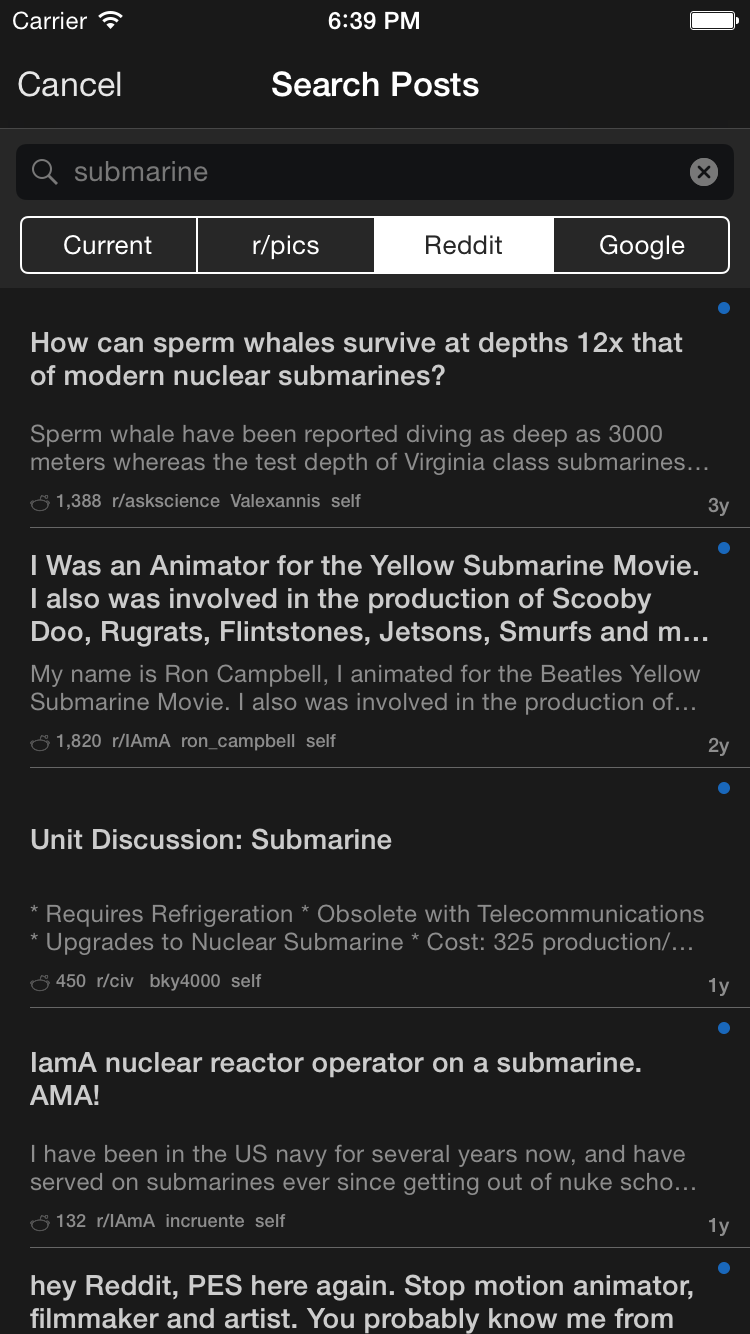 Carrier 6:39 PM
Cancel Search Posts
submarine
Current r/pics Reddit Google
How can sperm whales survive at depths 12x that
of modern nuclear submarines?
Sperm whale have been reported diving as deep as 3000
meters whereas the test depth of Virginia class submarines…
1,388 r/askscience Valexannis self 3y
I Was an Animator for the Yellow Submarine Movie.
I also was involved in the production of Scooby
Doo, Rugrats, Flintstones, Jetsons, Smurfs and m…
My name is Ron Campbell, I animated for the Beatles Yellow
Submarine Movie. I also was involved in the production of…
1,820 r/IAmA ron_campbell self 2y
Unit Discussion: Submarine
* Requires Refrigeration * Obsolete with Telecommunications
* Upgrades to Nuclear Submarine * Cost: 325 production/…
450 r/civ bky4000 self 1y
IamA nuclear reactor operator on a submarine.
AMA!
I have been in the US navy for several years now, and have
served on submarines ever since getting out of nuke scho…
132 r/IAmA incruente self 1y
hey Reddit, PES here again. Stop motion animator,
filmmaker and artist. You probably know me from